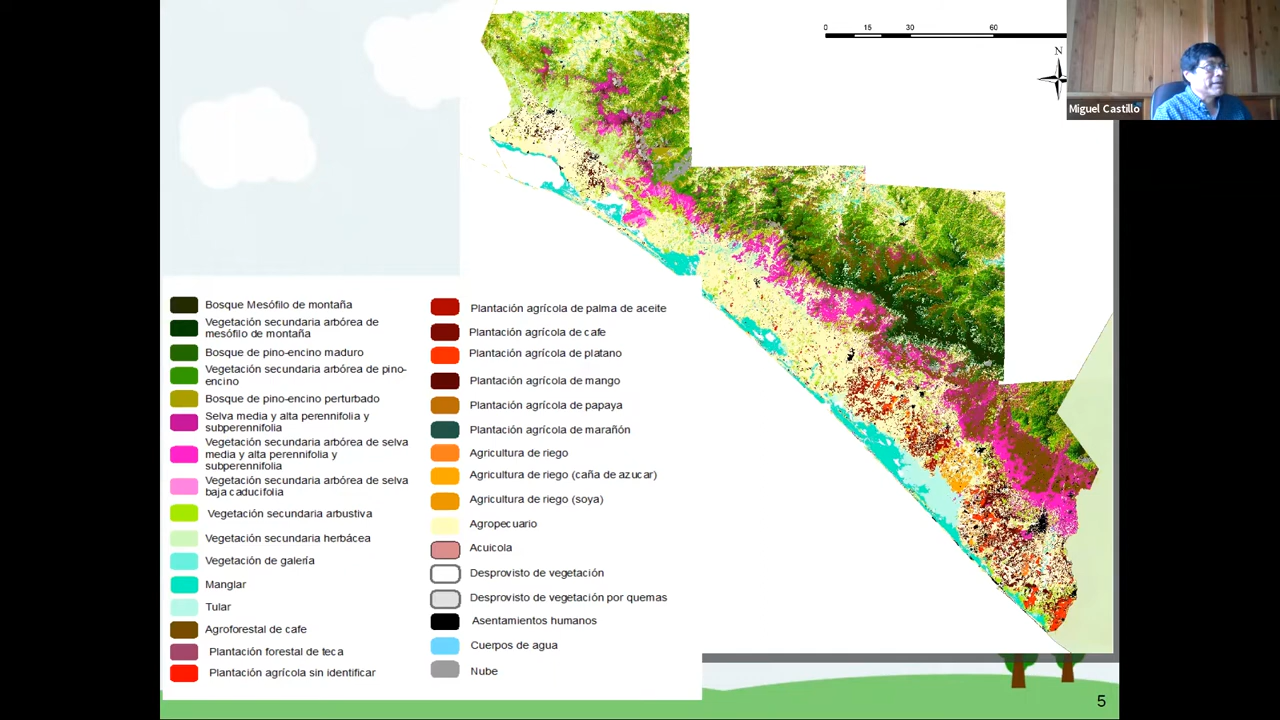 0 15 30 60
N
Miguel Castillo
Bosque Mesófilo de montaña
Vegetación secundaria arbórea de
mesófilo de montaña
Bosque de pino-encino maduro
Vegetación secundaria arbórea de pino-
encino
Bosque de pino-encino perturbado
Selva media y alta perennifolia y
subperennifolia
Vegetación secundaria arbórea de selva
media y alta perennifolia y
subperennifolia
Vegetación secundaria arbórea de selva
baja caducifolia
Vegetación secundaria arbustiva
Vegetación secundaria herbácea
Vegetación de galería
Manglar
Tular
Agroforestal de cafe
Plantación forestal de teca
Plantación agrícola sin identificar
Plantación agrícola de palma de aceite
Plantación agrícola de cafe
Plantación agrícola de platano
Plantación agrícola de mango
Plantación agrícola de papaya
Plantación agrícola de marañón
Agricultura de riego
Agricultura de riego (caña de azucar)
Agricultura de riego (soya)
Agropecuario
Acuicola
Desprovisto de vegetación
Desprovisto de vegetación por quemas
Asentamientos humanos
Cuerpos de agua
Nube
5